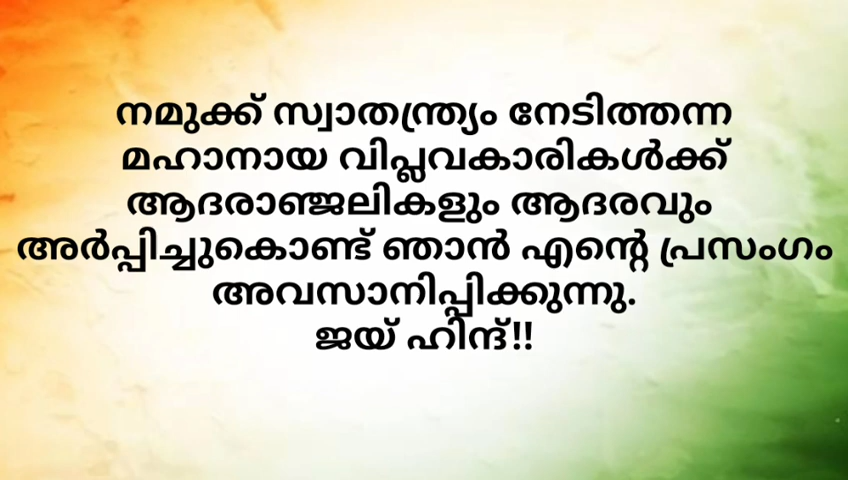 നമുക്ക് സ്വാതന്ത്ര്യം നേടിത്തന്ന
മഹാനായ വിപ്ലവകാരികൾക്ക്
ആദരാഞ്ജലികളും ആദരവും
അർപ്പിച്ചുകൊണ്ട് ഞാൻ എന്റെ പ്രസംഗം
അവസാനിപ്പിക്കുന്നു.
ജയ് ഹിന്ദ്!!